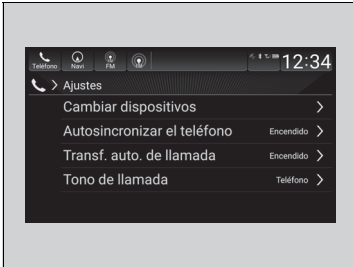 Teléfono Navi FM 12:34
Ajustes
Cambiar dispositivos
Autosincronizar el teléfono Encendido
Transf. auto. de llamada Encendido
Tono de llamada Teléfono